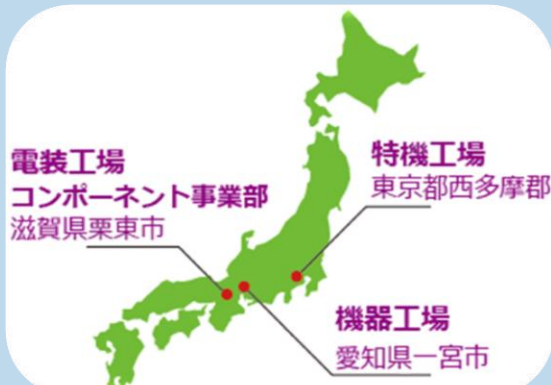 電装工場
コンポーネント事業部
滋賀県栗東市
特機工場
東京都西多摩郡
機器工場
愛知県一宮市